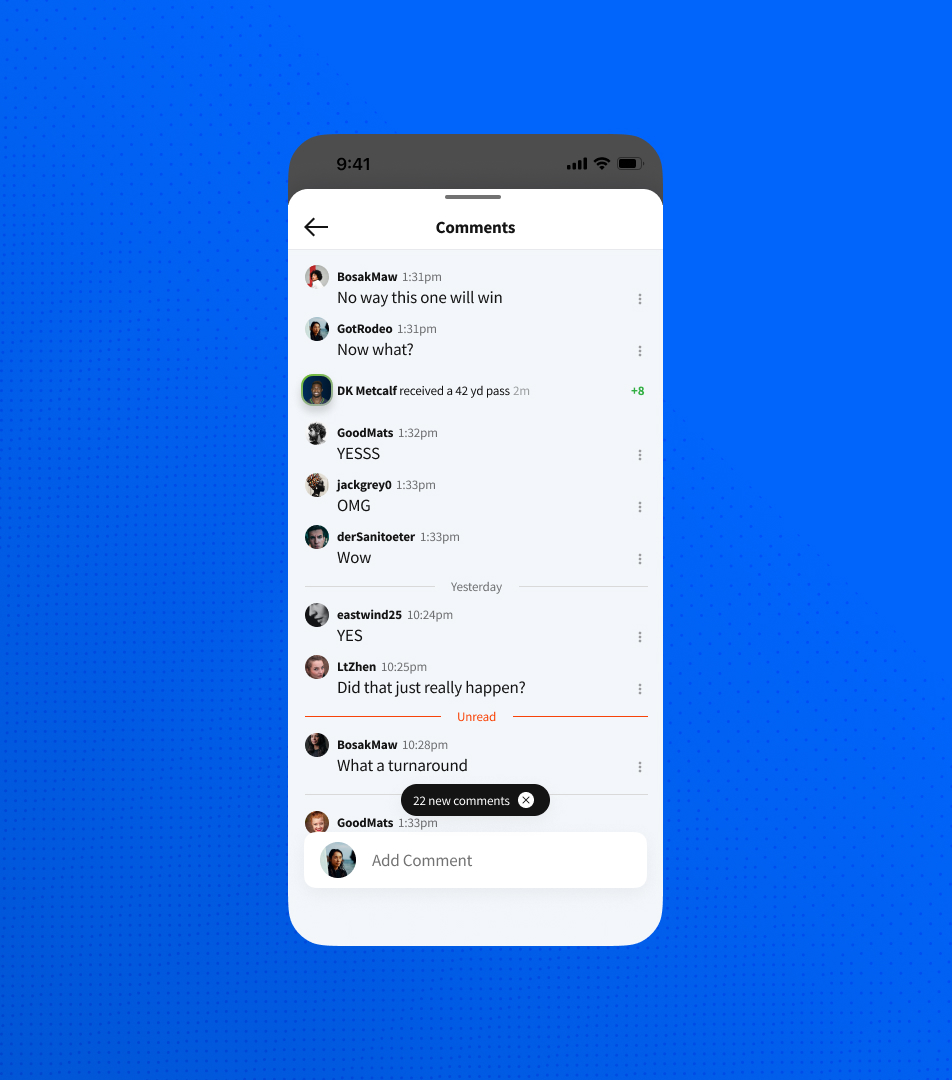 9:41
Comments
BosakMaw 1:31pm
No way this one will win
GotRodeo 1:31pm
Now what?
DK Metcalf received a 42 yd pass 2m +8
GoodMats 1:32pm
YESSS
jackgrey0 1:33pm
OMG
derSanitoeter 1:33pm
Wow
Yesterday
eastwind25 10:24pm
YES
LtZhen 10:25pm
Did that just really happen?
Unread
BosakMaw 10:28pm
What a turnaround
22 new comments
GoodMats 1:33pm
Add Comment